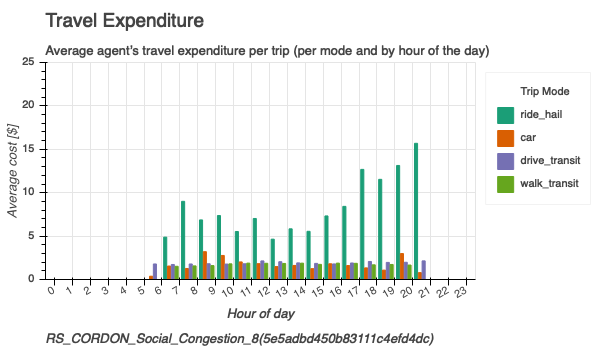 Travel Expenditure
Average agent's travel expenditure per trip (per mode and by hour of the day)
25
20
15
10
5
0
Average cost [$]
0 1 2 3 4 5 6 7 8 9 10 11 12 13 14 15 16 17 18 19 20 21 22 23
Hour of day
Trip Mode
ride_hail
car
drive_transit
walk_transit
RS_CORDON_Social_Congestion_8(5e5adbd450b83111c4efd4dc)